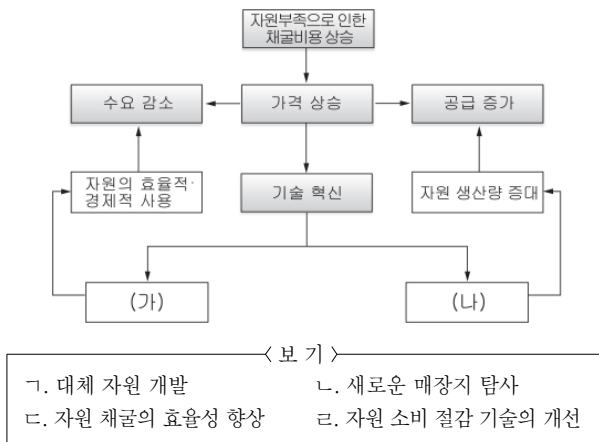 자원부족으로 인한
채굴비용 상승
수요 감소
가격 상승
공급 증가
자원의 효율적·
경제적 사용
기술 혁신
자원 생산량 증대
(가)
(나)
〈보 기〉
ㄱ. 대체 자원 개발
ㄴ. 새로운 매장지 탐사
ㄷ. 자원 채굴의 효율성 향상
ㄹ. 자원 소비 절감 기술의 개선